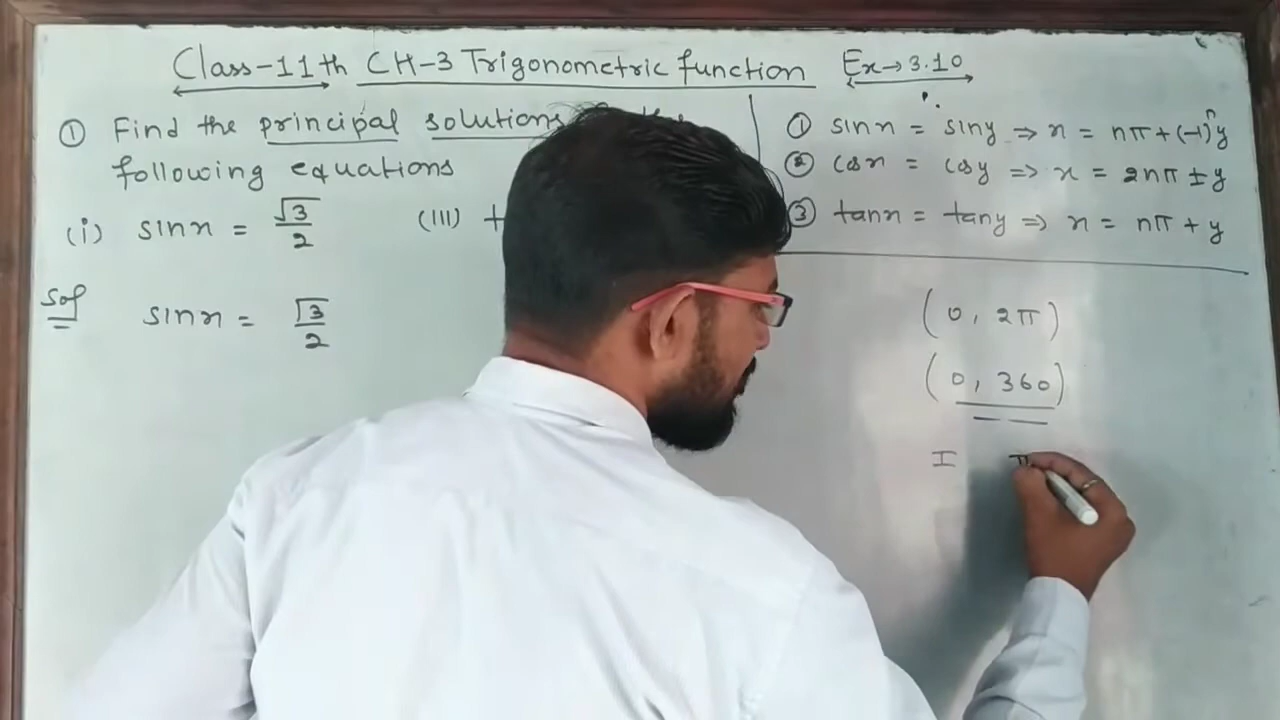 Class-11th CH-3 Trigonometric function Ex→3.10
① Find the principal solutions
following equations
(i) sinx = √3/2 (III) t
Sol sinx = √3/2
① sinx = siny ⇒ x = nπ+(-1)ⁿy
② cosx = cosy ⇒ x = 2nπ ± y
③ tanx = tany ⇒ x = nπ + y
(0, 2π)
(0, 360)
I π